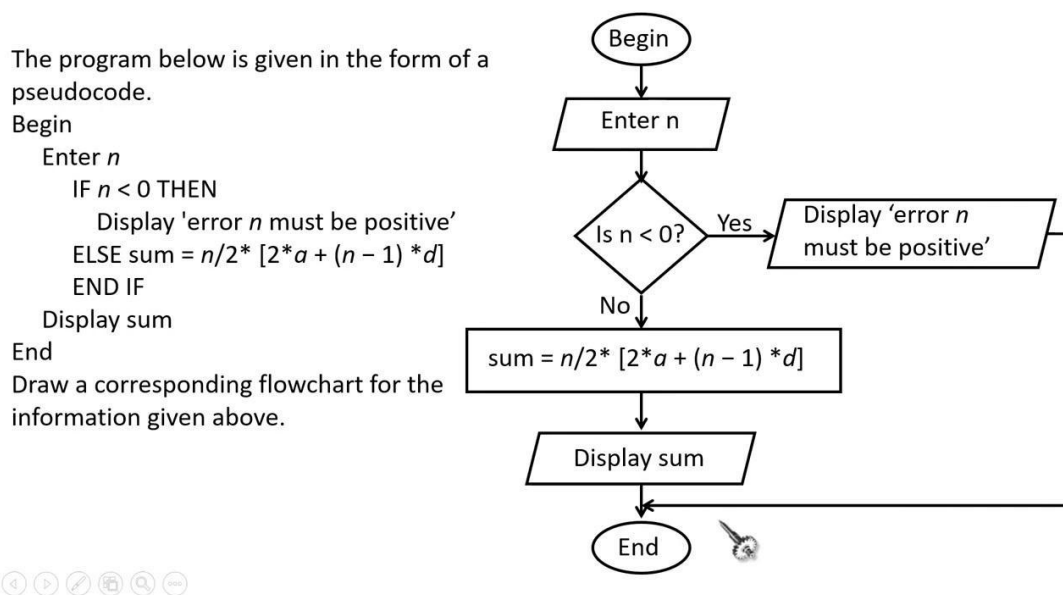 The program below is given in the form of a
pseudocode.
Begin
Enter n
IF n < 0 THEN
Display 'error n must be positive’
ELSE sum = n/2* [2*a + (n − 1) *d]
END IF
Display sum
End
Draw a corresponding flowchart for the
information given above.
Begin
Enter n
Is n < 0?
Yes
Display ‘error n
must be positive’
No
sum = n/2* [2*a + (n − 1) *d]
Display sum
End